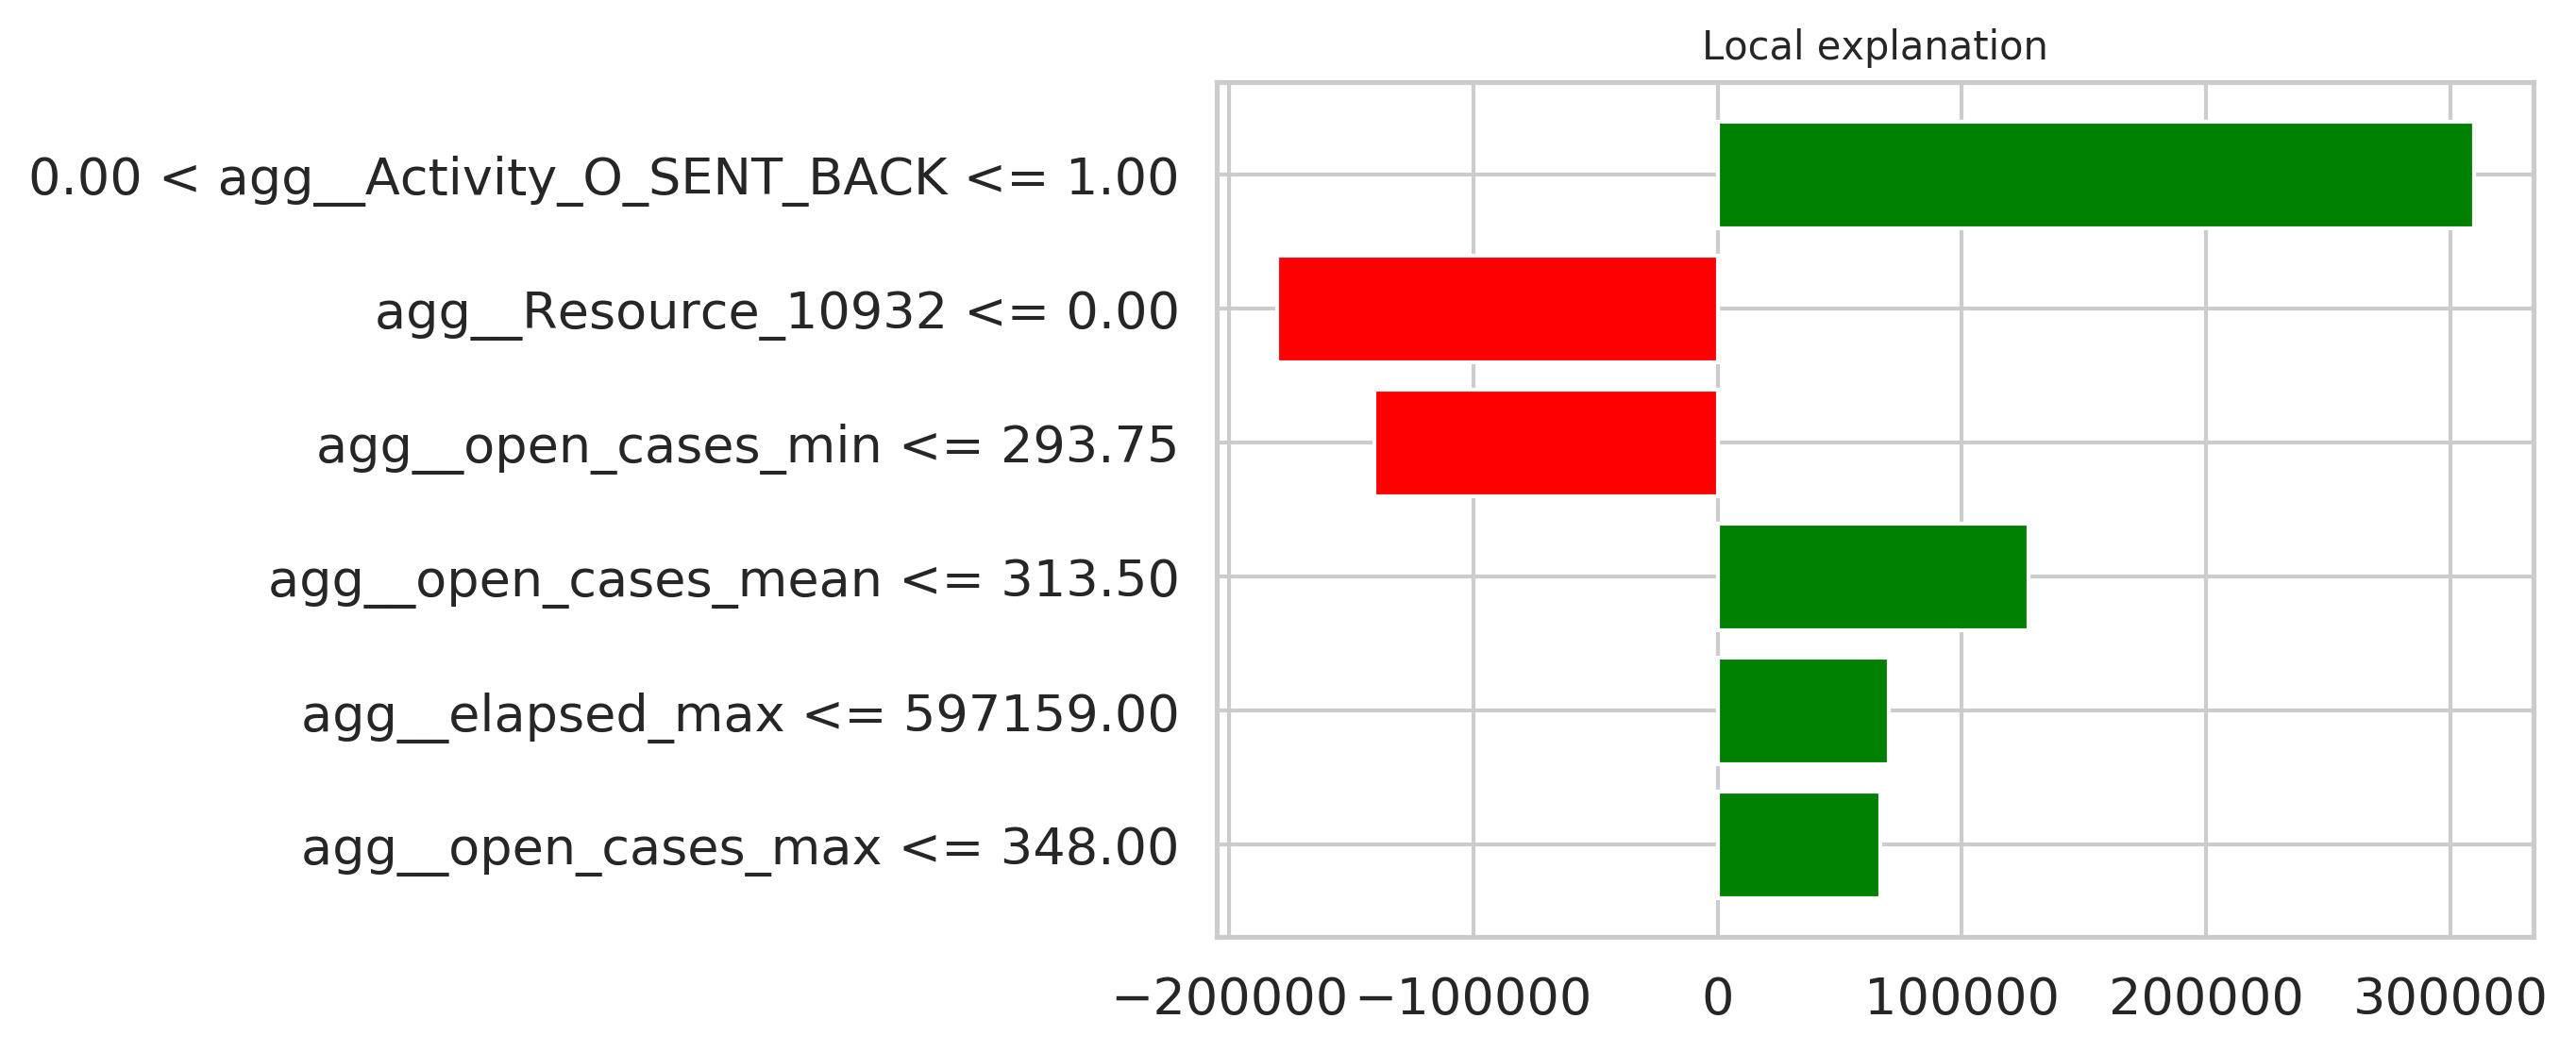 Local explanation
0.00 < agg__Activity_O_SENT_BACK <= 1.00
agg__Resource_10932 <= 0.00
agg__open_cases_min <= 293.75
agg__open_cases_mean <= 313.50
agg__elapsed_max <= 597159.00
agg__open_cases_max <= 348.00
−200000 −100000 0 100000 200000 300000